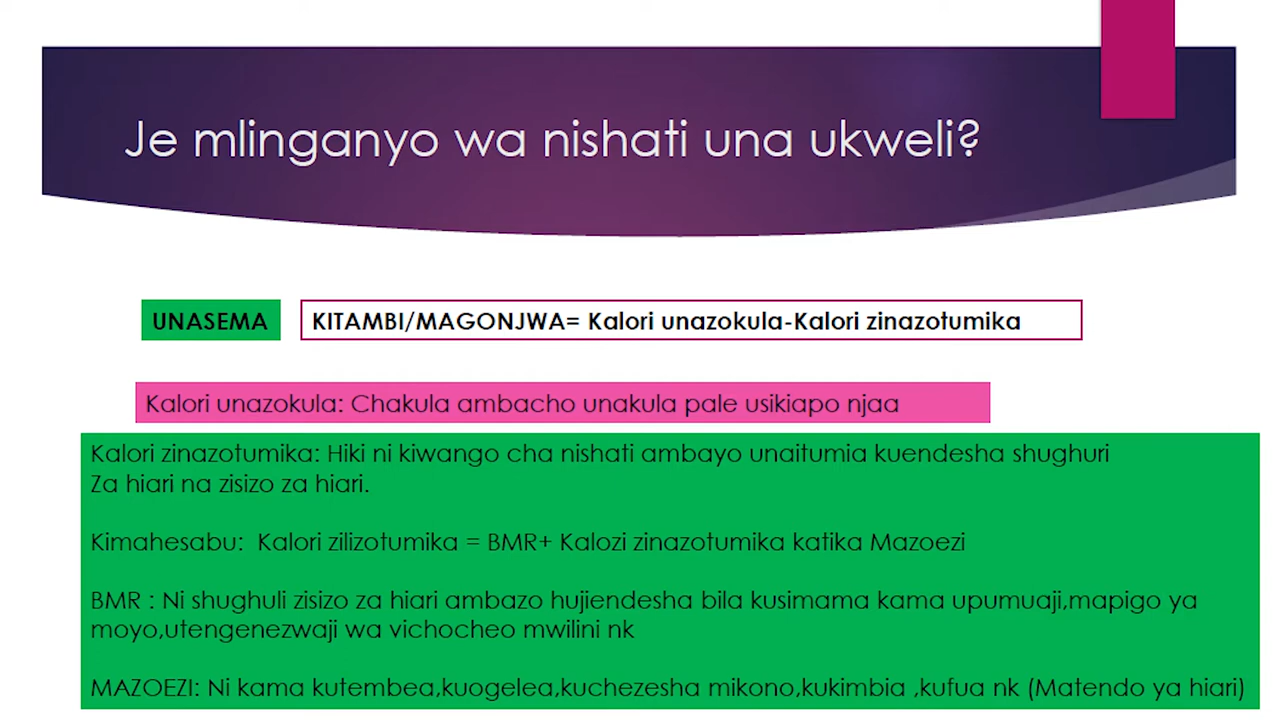 Je mlinganyo wa nishati una ukweli?
UNASEMA
KITAMBI/MAGONJWA= Kalori unazokula-Kalori zinazotumika
Kalori unazokula: Chakula ambacho unakula pale usikiapo njaa
Kalori zinazotumika: Hiki ni kiwango cha nishati ambayo unaitumia kuendesha shughuri
Za hiari na zisizo za hiari.
Kimahesabu:  Kalori zilizotumika = BMR+ Kalozi zinazotumika katika Mazoezi
BMR : Ni shughuli zisizo za hiari ambazo hujiendesha bila kusimama kama upumuaji,mapigo ya
moyo,utengenezwaji wa vichocheo mwilini nk
MAZOEZI: Ni kama kutembea,kuogelea,kuchezesha mikono,kukimbia ,kufua nk (Matendo ya hiari)